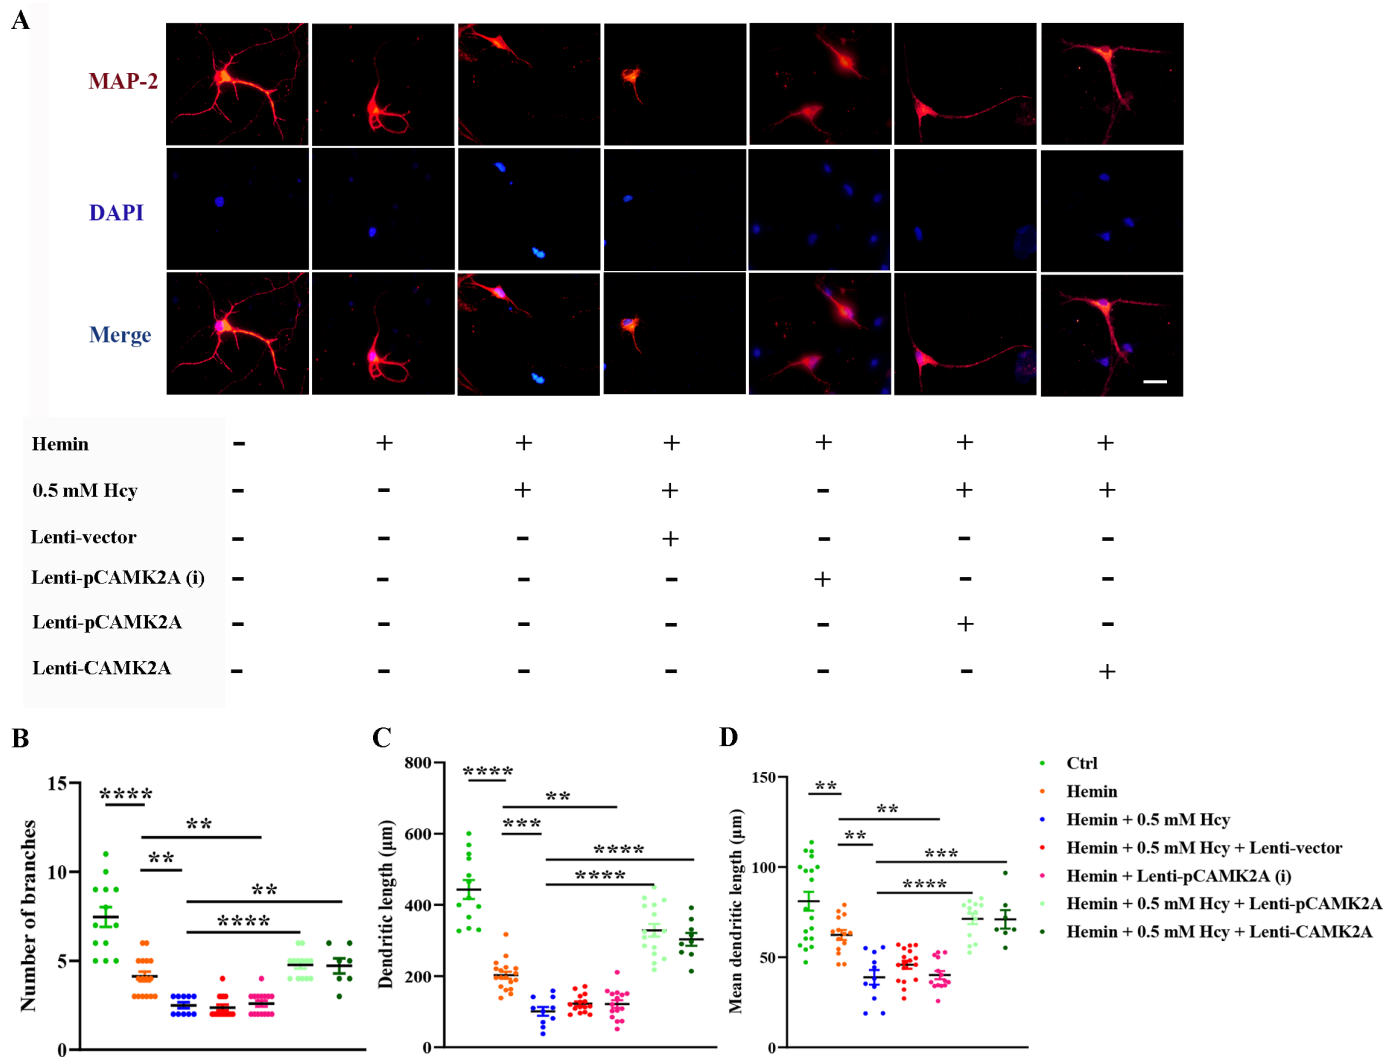 A
MAP-2
DAPI
Merge
Hemin - + + + + + +
0.5 mM Hcy - - + + - + +
Lenti-vector - - - + - - -
Lenti-pCAMK2A (i) - - - - + - -
Lenti-pCAMK2A - - - - - + -
Lenti-CAMK2A - - - - - - +
B
Number of branches
15
10
5
0
****
**
**
**
****
C
Dendritic length (μm)
800
600
400
200
0
****
**
***
****
****
D
Mean dendritic length (μm)
150
100
50
0
**
**
**
***
****
Ctrl
Hemin
Hemin + 0.5 mM Hcy
Hemin + 0.5 mM Hcy + Lenti-vector
Hemin + Lenti-pCAMK2A (i)
Hemin + 0.5 mM Hcy + Lenti-pCAMK2A
Hemin + 0.5 mM Hcy + Lenti-CAMK2A